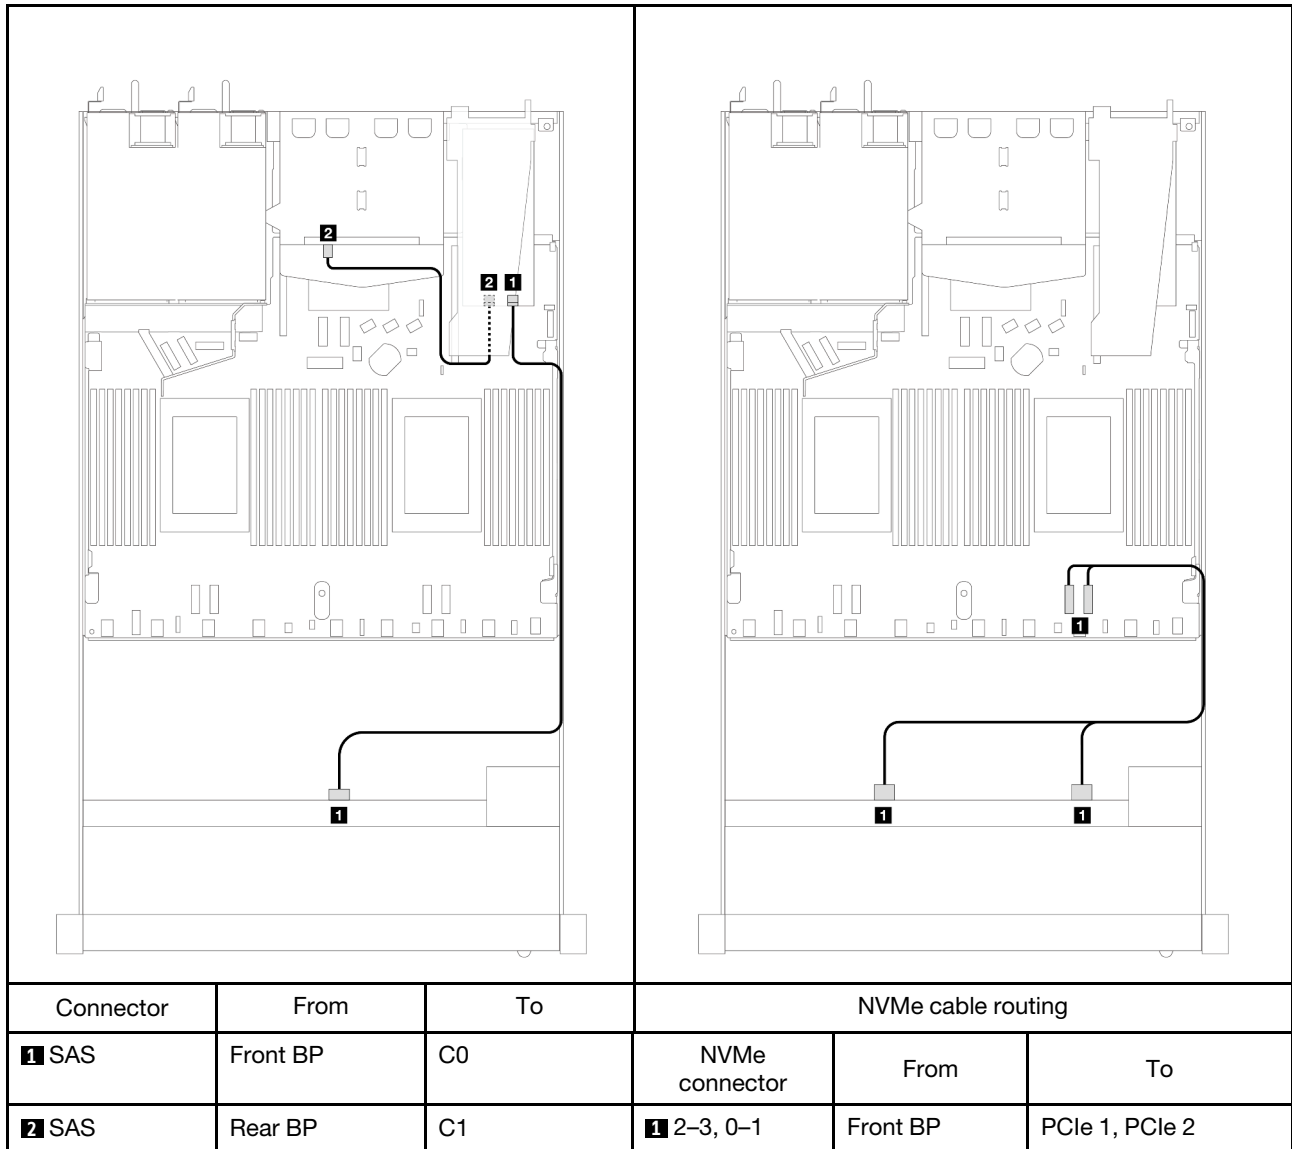 2
2 1
1
1
1 1
Connector From To NVMe cable routing
1 SAS Front BP C0 NVMe connector From To
2 SAS Rear BP C1 1 2–3, 0–1 Front BP PCIe 1, PCIe 2